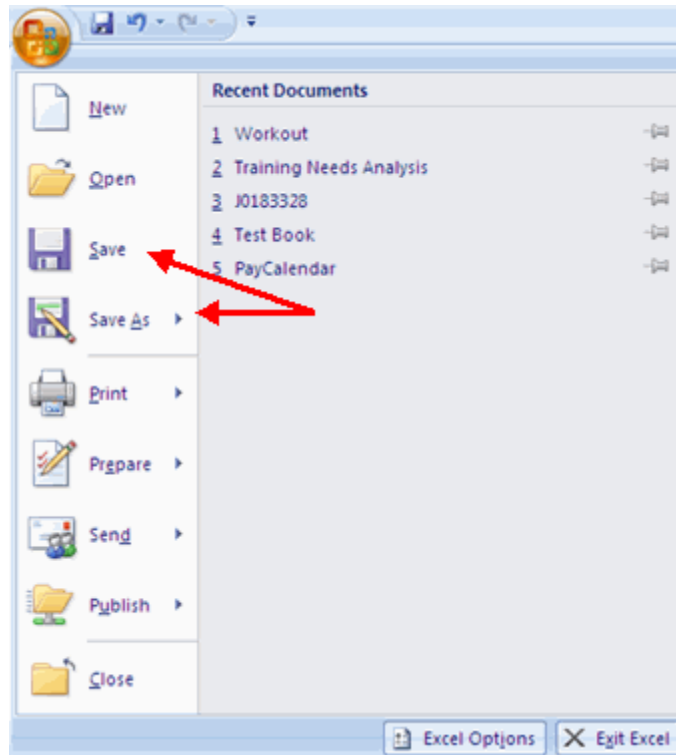 Recent Documents
New
1 Workout
2 Training Needs Analysis
Open
3 J0183328
4 Test Book
Save
5 PayCalendar
Save As
Print
Prepare
Send
Publish
Close
Excel Options
Exit Excel